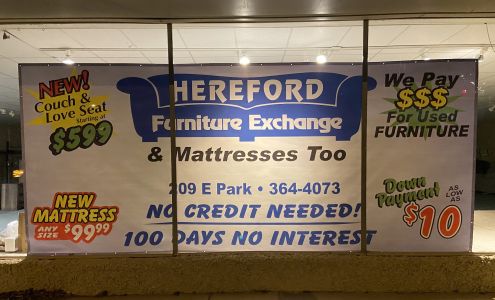 NEW!
Couch &
Love Seat
Starting at
$599
HEREFORD
Furniture Exchange
& Mattresses Too
209 E Park • 364-4073
NO CREDIT NEEDED!
100 DAYS NO INTEREST
We Pay
$$$
For Used
FURNITURE
NEW
MATTRESS
ANY SIZE $99.99
Down
Payment
AS LOW AS
$10